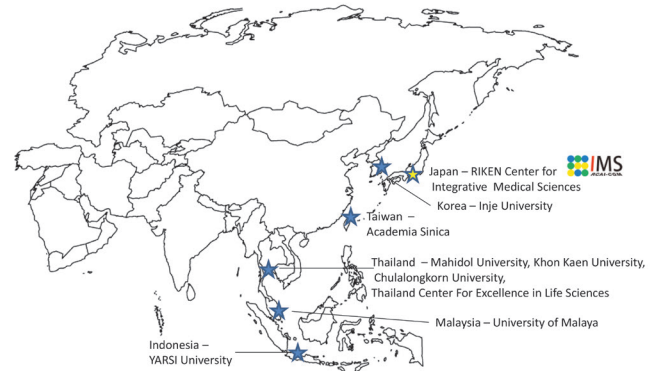 Japan – RIKEN Center for
Integrative Medical Sciences
IMS
Korea – Inje University
Taiwan –
Academia Sinica
Thailand – Mahidol University, Khon Kaen University,
Chulalongkorn University,
Thailand Center For Excellence in Life Sciences
Malaysia – University of Malaya
Indonesia –
YARSI University